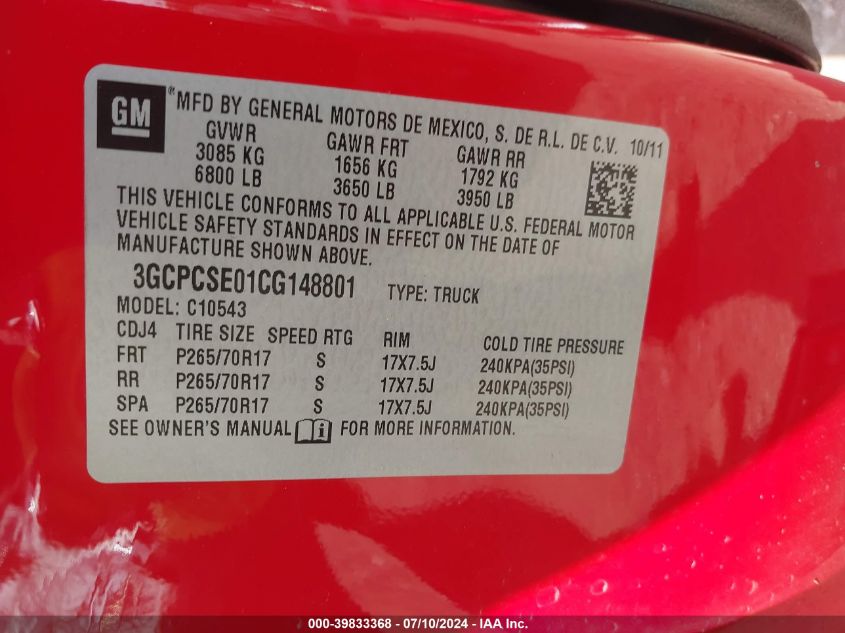 GM
®MFD BY GENERAL MOTORS DE MEXICO, S. DE R.L. DE C.V. 10/11
GVWR GAWR FRT GAWR RR
3085 KG 1656 KG 1792 KG
6800 LB 3650 LB 3950 LB
THIS VEHICLE CONFORMS TO ALL APPLICABLE U.S. FEDERAL MOTOR
VEHICLE SAFETY STANDARDS IN EFFECT ON THE DATE OF
MANUFACTURE SHOWN ABOVE.
3GCPCSE01CG148801 TYPE: TRUCK
MODEL: C10543
CDJ4 TIRE SIZE SPEED RTG RIM COLD TIRE PRESSURE
FRT P265/70R17 S 17X7.5J 240KPA(35PSI)
RR P265/70R17 S 17X7.5J 240KPA(35PSI)
SPA P265/70R17 S 17X7.5J 240KPA(35PSI)
SEE OWNER'S MANUAL i FOR MORE INFORMATION.
000-39833368 - 07/10/2024 - IAA Inc.